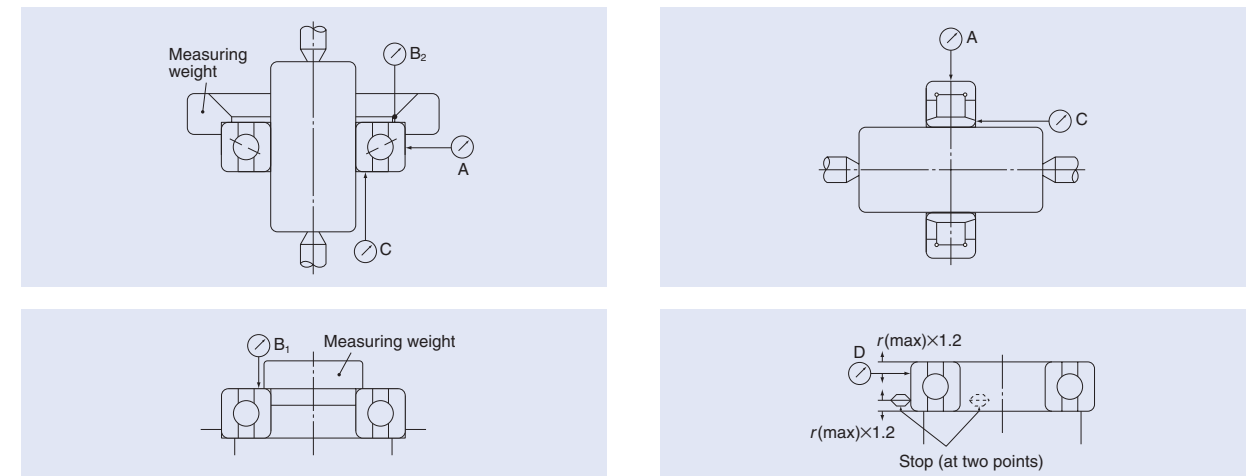 Measuring
weight
B₂
A
C
A
C
B₁
Measuring weight
r(max)×1.2
D
r(max)×1.2
Stop (at two points)